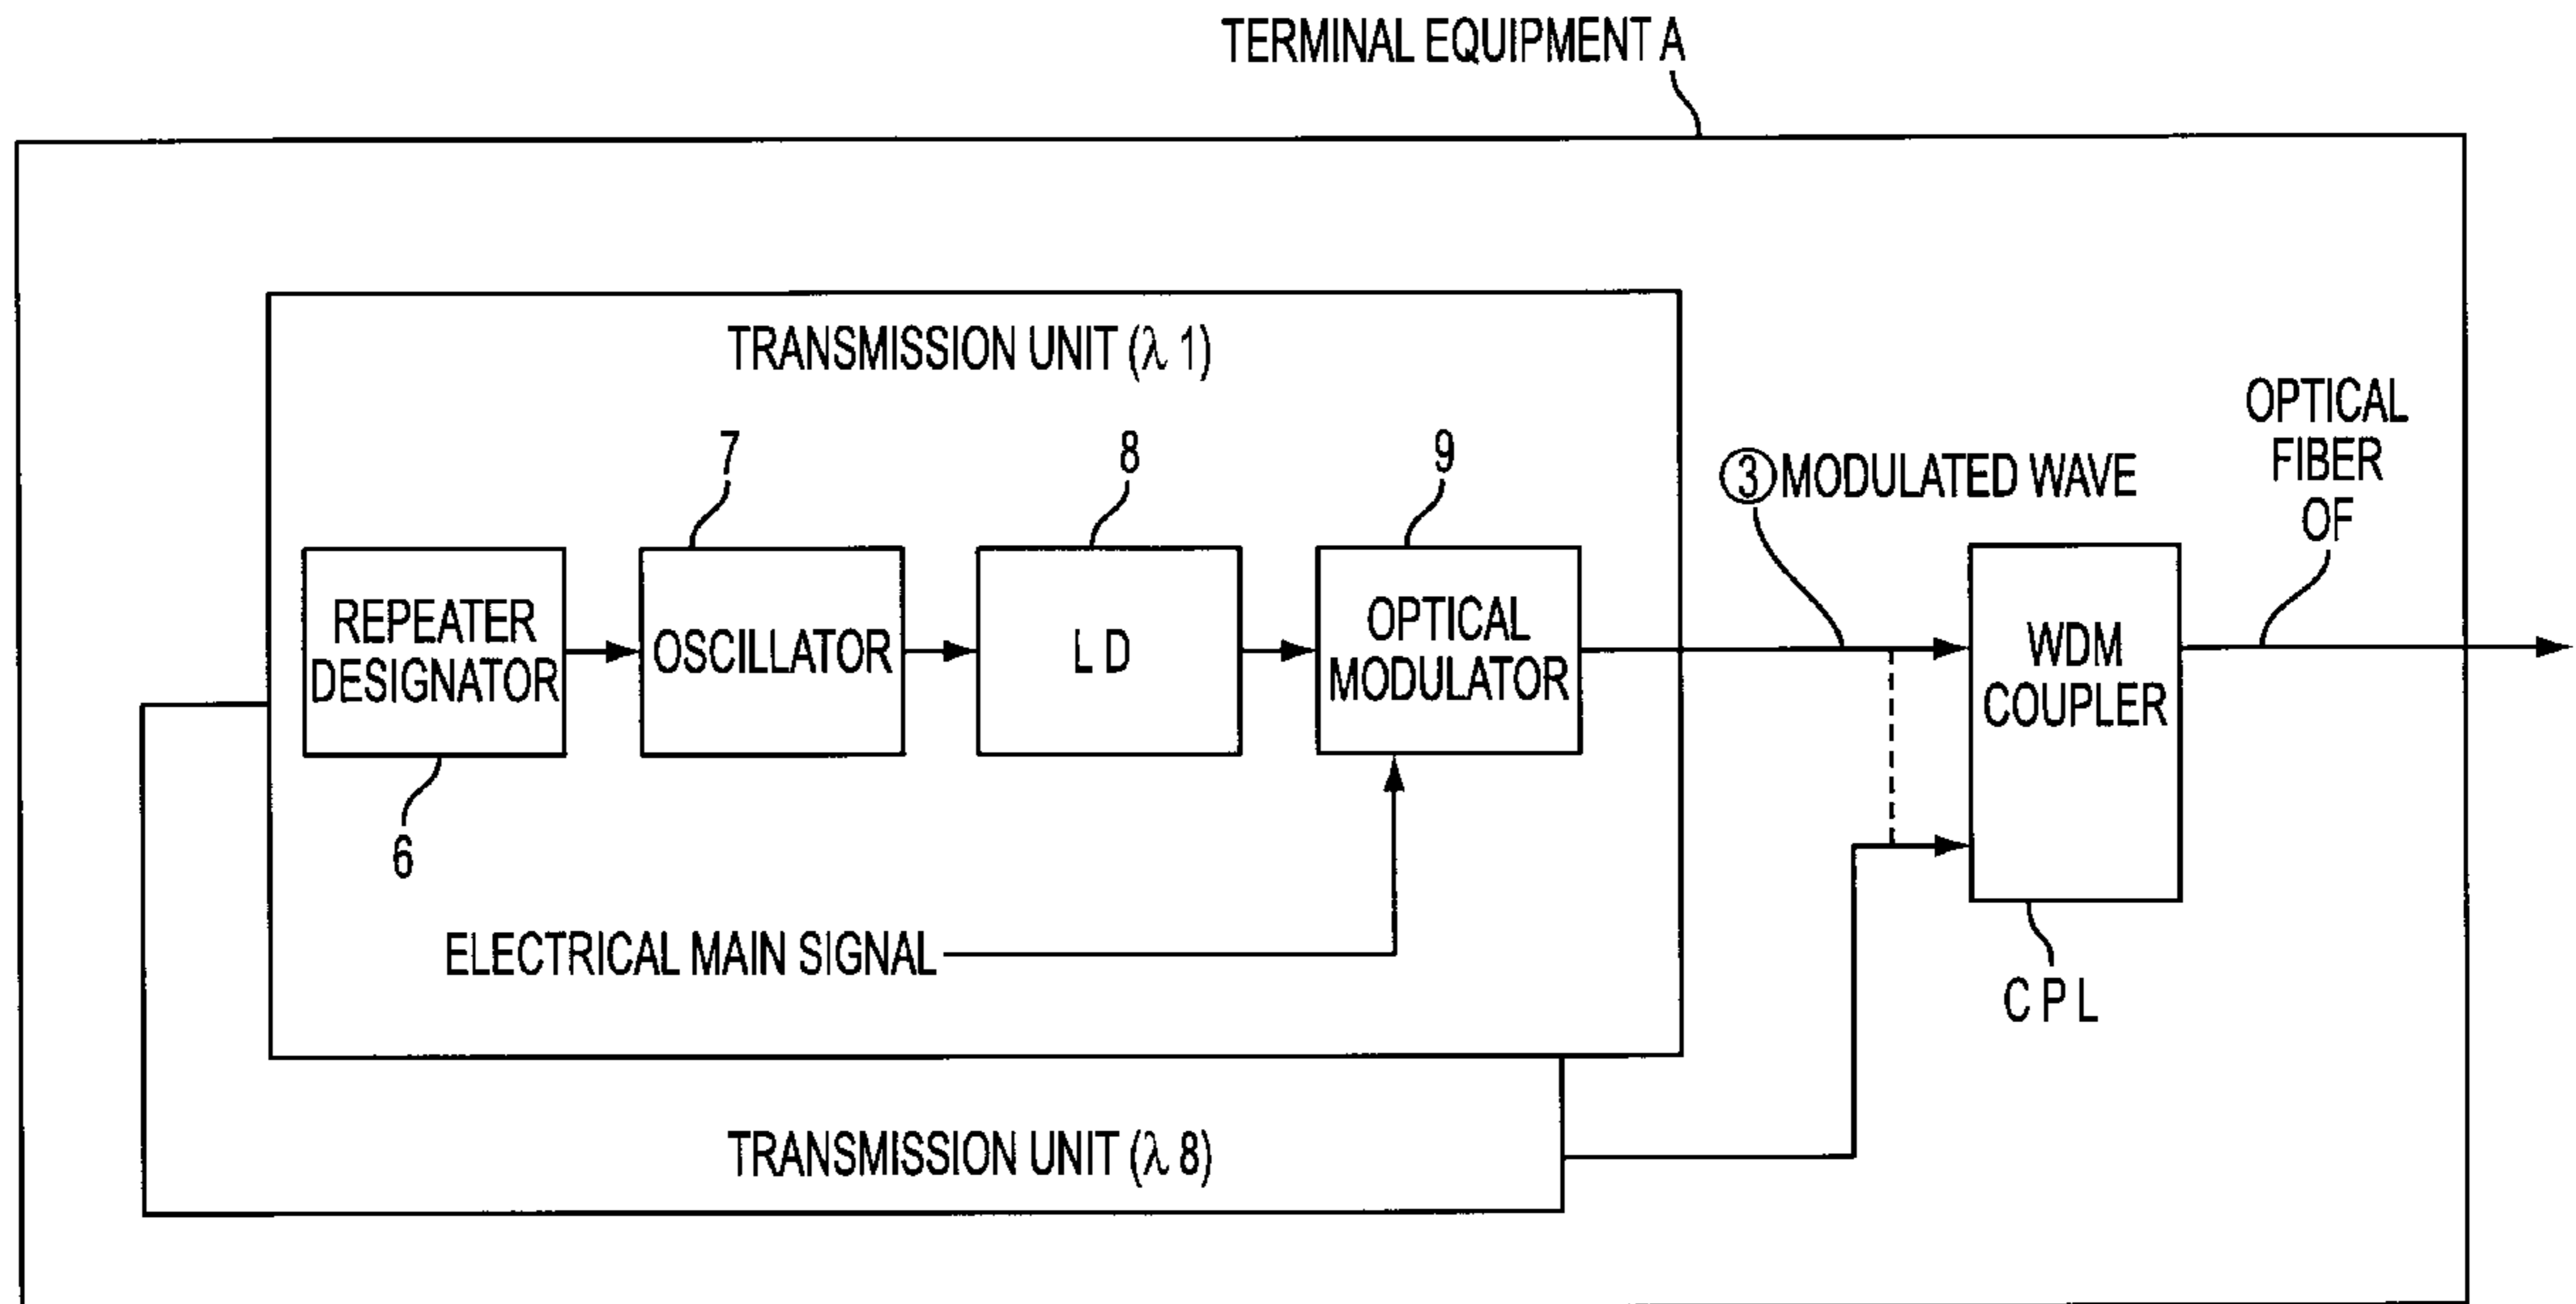 TERMINAL EQUIPMENT A
TRANSMISSION UNIT (λ 1)
7
8
9
③ MODULATED WAVE
OPTICAL
FIBER
OF
REPEATER
DESIGNATOR
OSCILLATOR
L D
OPTICAL
MODULATOR
WDM
COUPLER
6
ELECTRICAL MAIN SIGNAL
C P L
TRANSMISSION UNIT (λ 8)